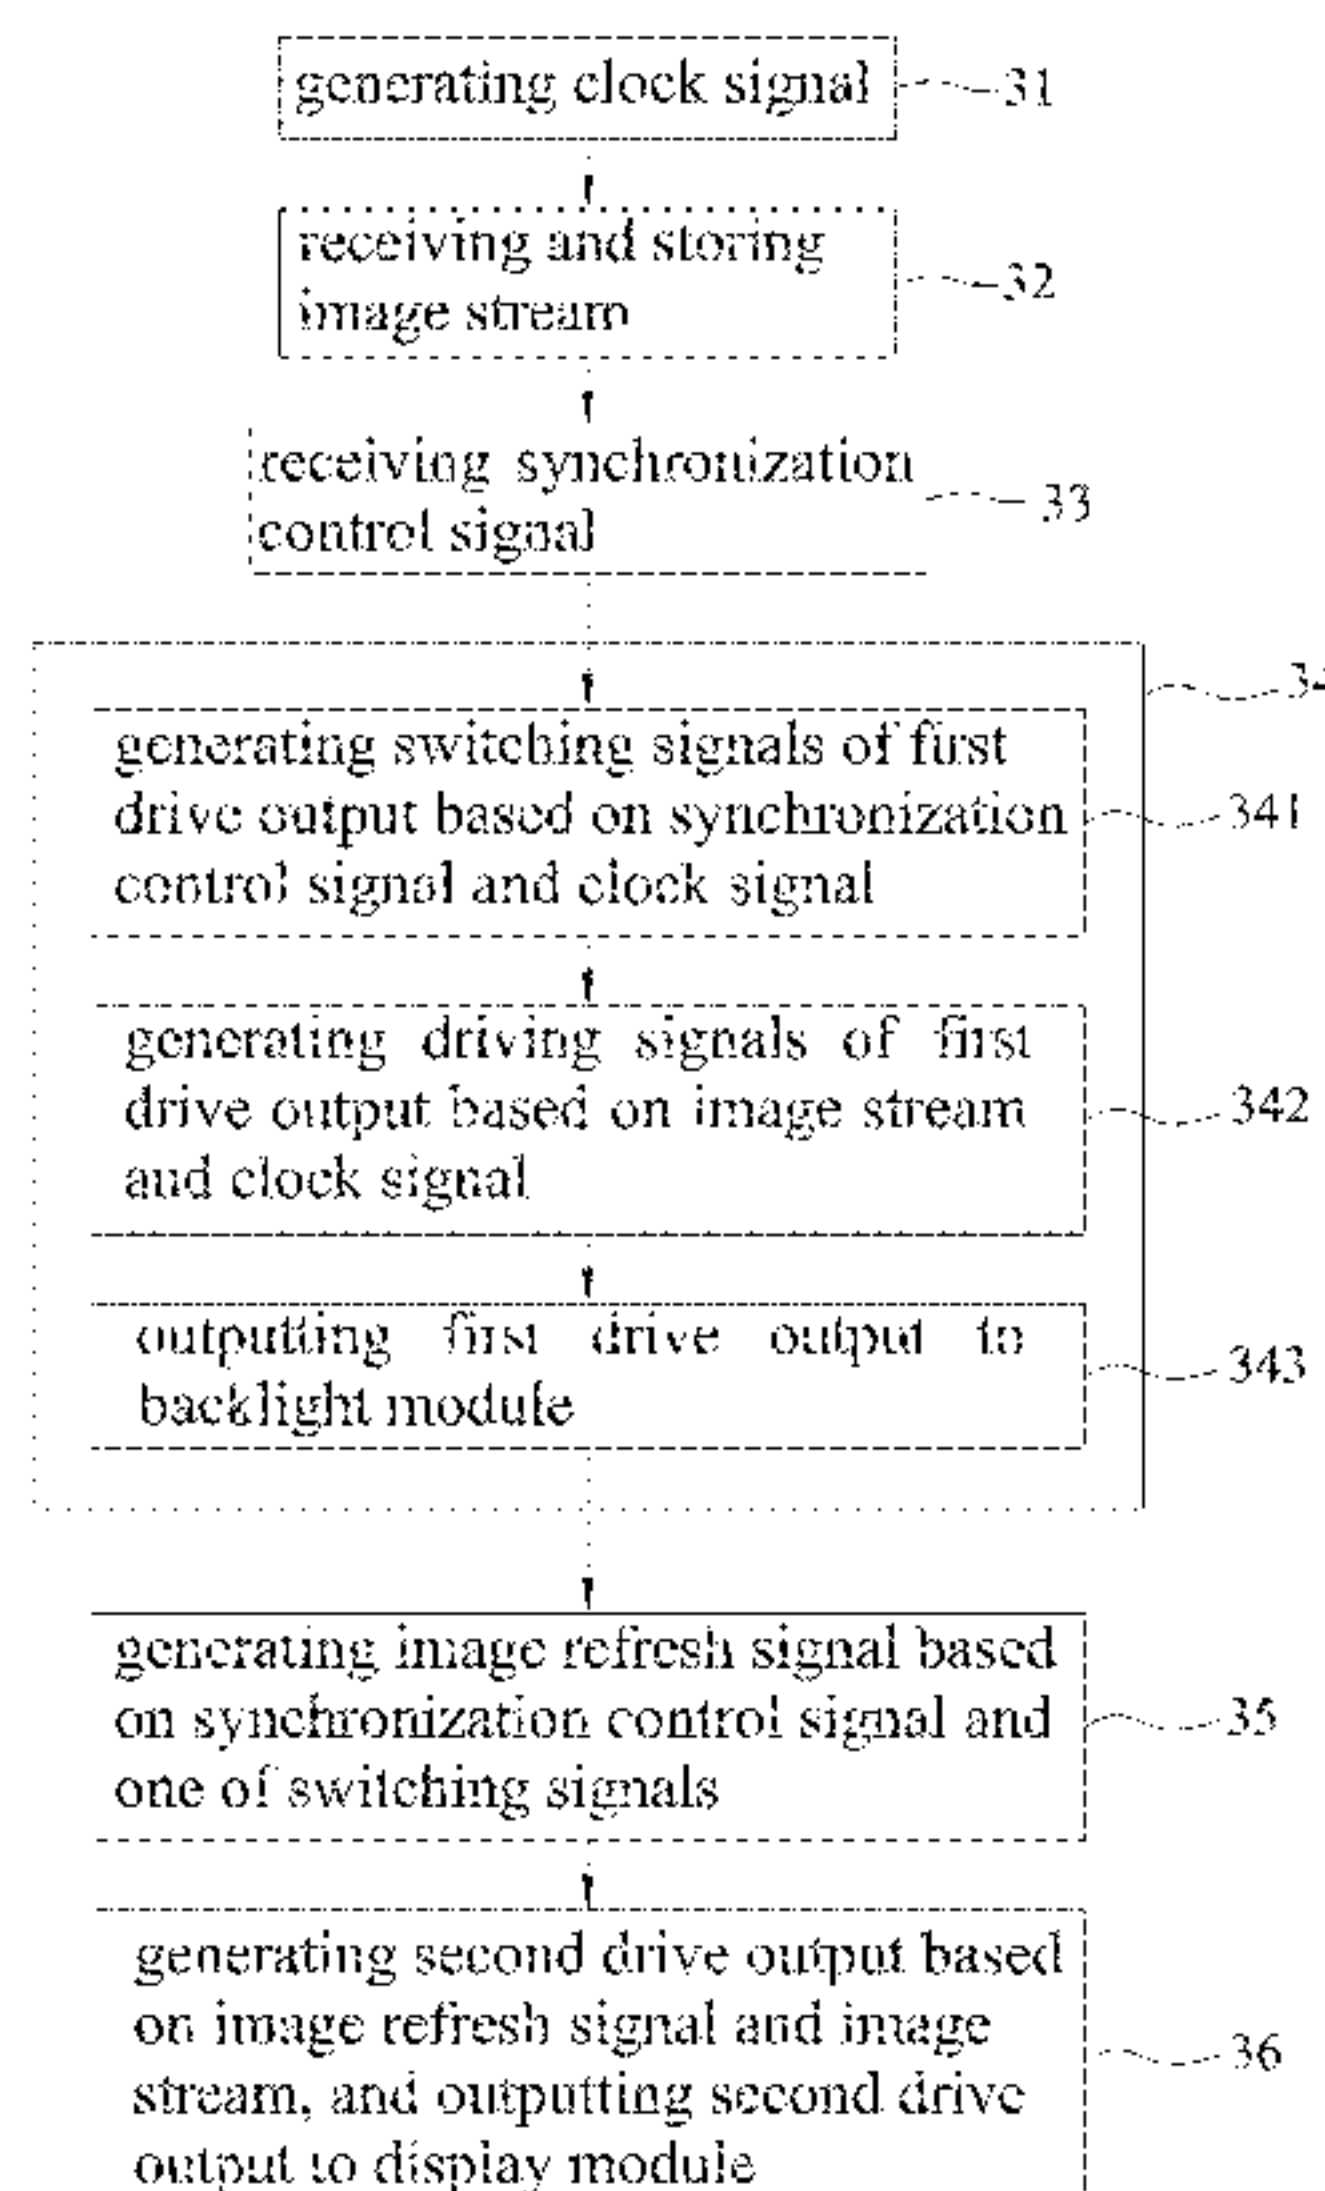 generating clock signal
31
receiving and storing
image stream
32
receiving synchronization
control signal
33
34
generating switching signals of first
drive output based on synchronization
control signal and clock signal
341
generating driving signals of first
drive output based on image stream
and clock signal
342
outputting first drive output to
backlight module
343
generating image refresh signal based
on synchronization control signal and
one of switching signals
35
generating second drive output based
on image refresh signal and image
stream, and outputting second drive
output to display module
36